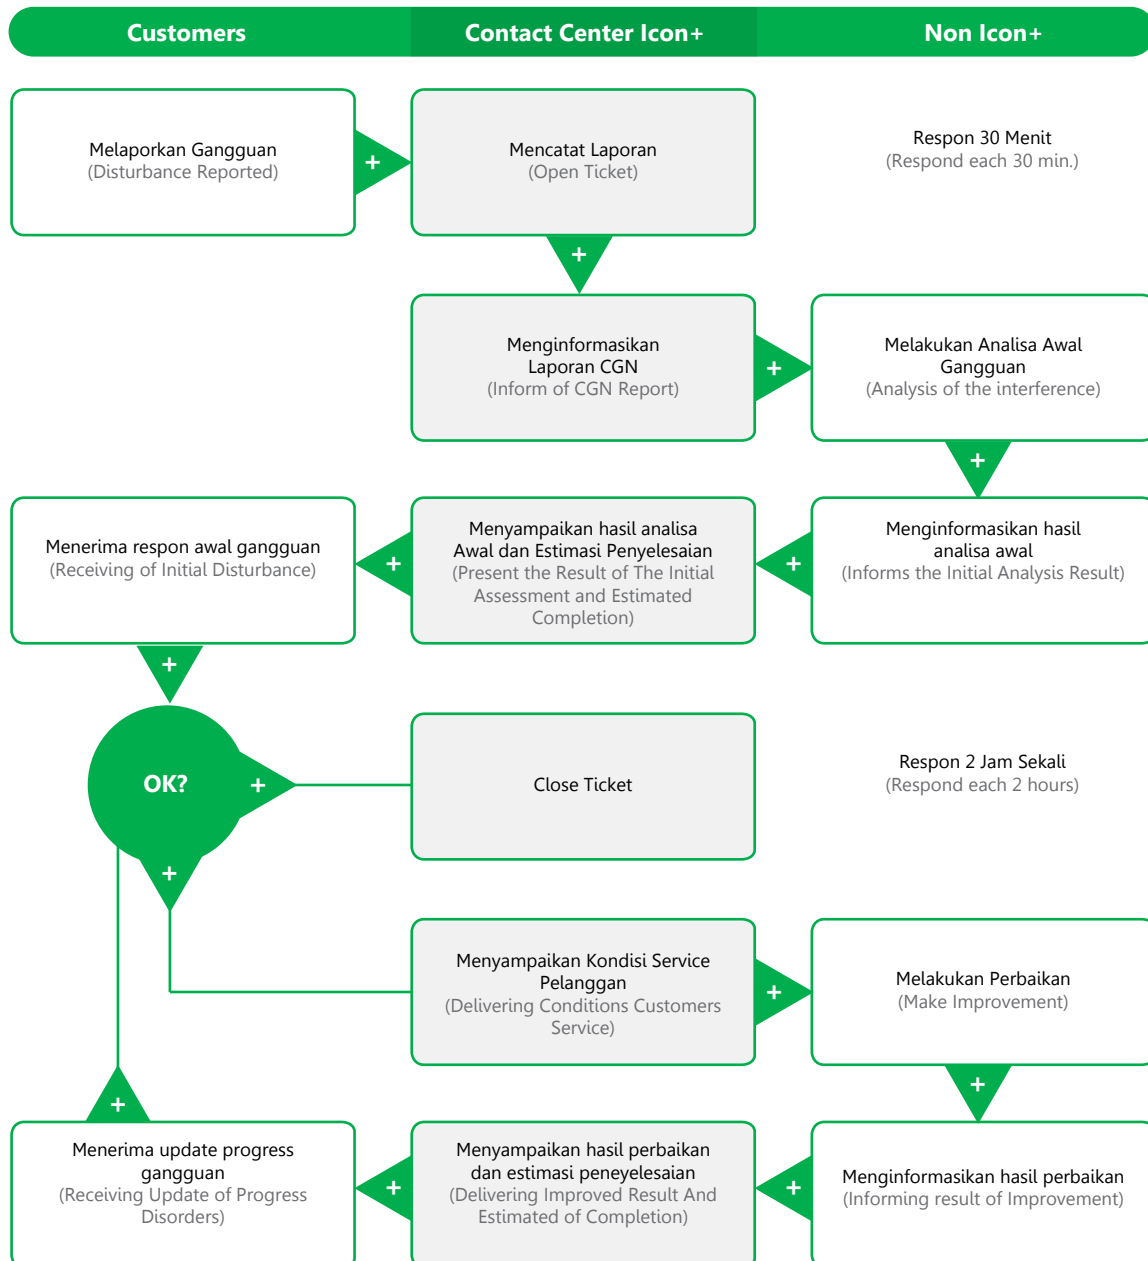 Customers
Contact Center Icon+
Non Icon+
Melaporkan Gangguan
(Disturbance Reported)
+
Mencatat Laporan
(Open Ticket)
Respon 30 Menit
(Respond each 30 min.)
+
Menginformasikan
Laporan CGN
(Inform of CGN Report)
+
Melakukan Analisa Awal
Gangguan
(Analysis of the interference)
+
Menerima respon awal gangguan
(Receiving of Initial Disturbance)
+
Menyampaikan hasil analisa
Awal dan Estimasi Penyelesaian
(Present the Result of The Initial
Assessment and Estimated
Completion)
+
Menginformasikan hasil
analisa awal
(Informs the Initial Analysis Result)
+
OK?
+
Close Ticket
Respon 2 Jam Sekali
(Respond each 2 hours)
+
Menyampaikan Kondisi Service
Pelanggan
(Delivering Conditions Customers
Service)
+
Melakukan Perbaikan
(Make Improvement)
+
+
Menerima update progress
gangguan
(Receiving Update of Progress
Disorders)
+
Menyampaikan hasil perbaikan
dan estimasi peneyelesaian
(Delivering Improved Result And
Estimated of Completion)
+
Menginformasikan hasil perbaikan
(Informing result of Improvement)